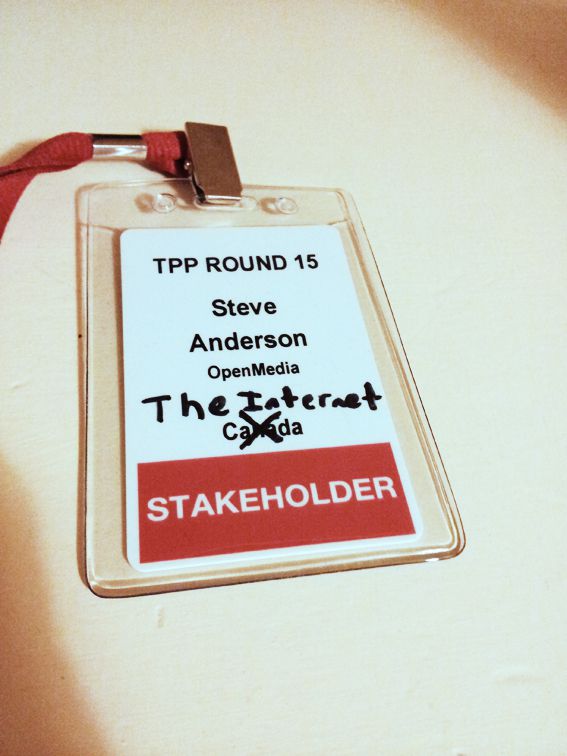 TPP ROUND 15
Steve
Anderson
OpenMedia
The Internet
Canada
STAKEHOLDER